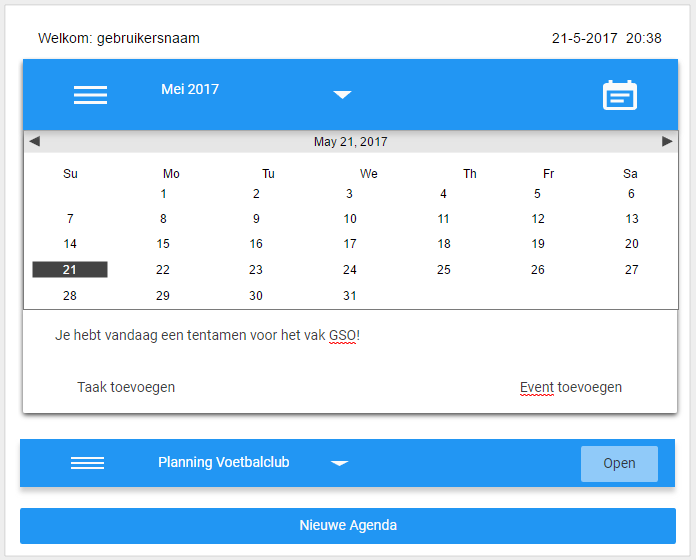 Welkom: gebruikersnaam 21-5-2017 20:38
Mei 2017
May 21, 2017
Su Mo Tu We Th Fr Sa
1 2 3 4 5 6
7 8 9 10 11 12 13
14 15 16 17 18 19 20
21 22 23 24 25 26 27
28 29 30 31
Je hebt vandaag een tentamen voor het vak GSO!
Taak toevoegen Event toevoegen
Planning Voetbalclub Open
Nieuwe Agenda